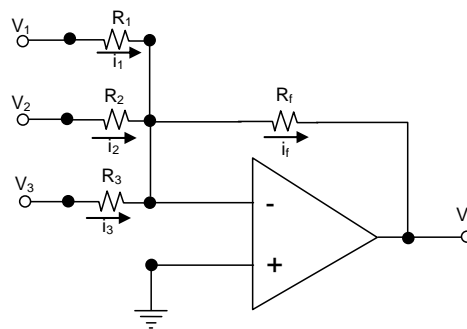 V₁
R₁
i₁
V₂
R₂
i₂
Rf
if
V₃
R₃
i₃
-
+
V